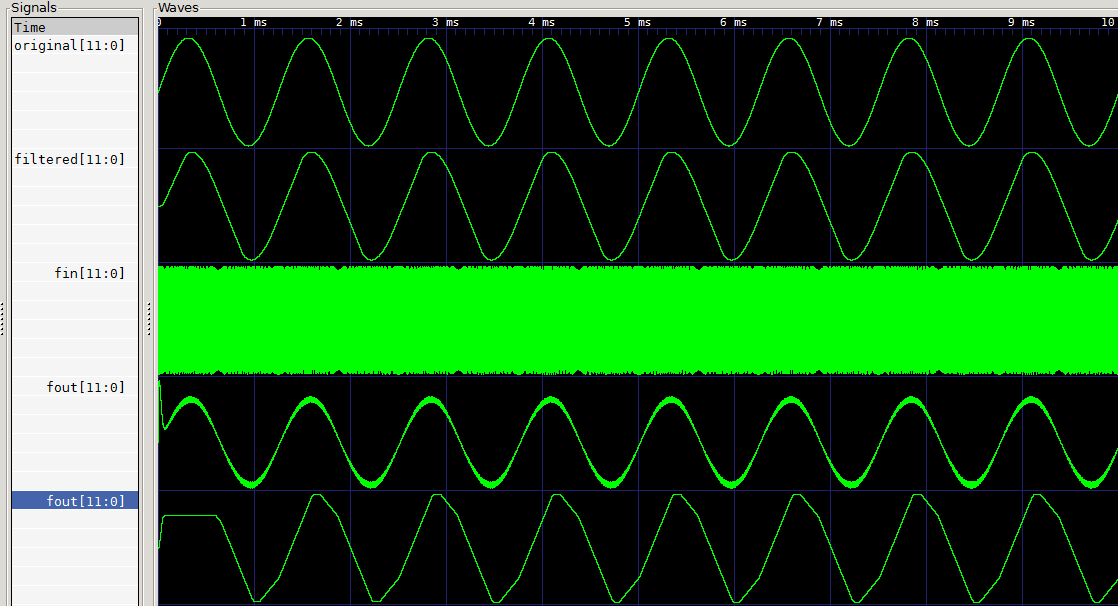 Signals
Waves
Time
0 1 ms 2 ms 3 ms 4 ms 5 ms 6 ms 7 ms 8 ms 9 ms 10
original[11:0]
filtered[11:0]
fin[11:0]
fout[11:0]
fout[11:0]